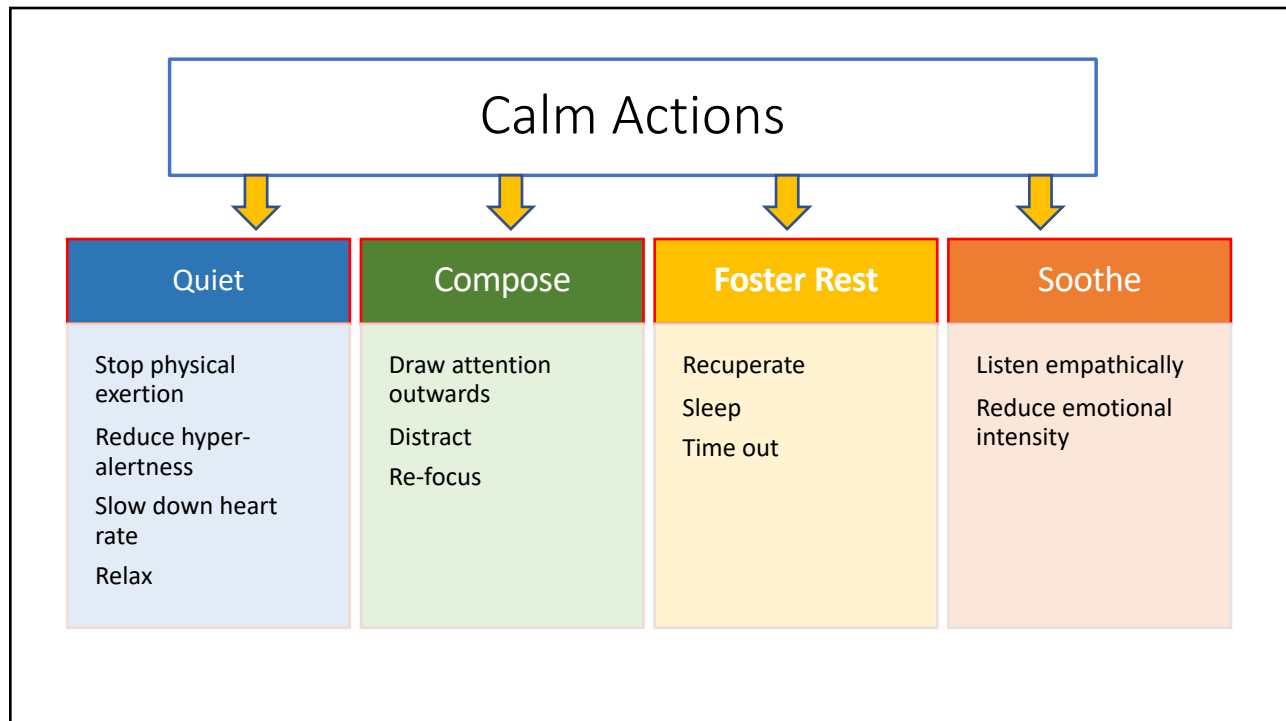 Calm Actions
Quiet
Stop physical
exertion
Reduce hyper-
alertness
Slow down heart
rate
Relax
Compose
Draw attention
outwards
Distract
Re-focus
Foster Rest
Recuperate
Sleep
Time out
Soothe
Listen empathically
Reduce emotional
intensity